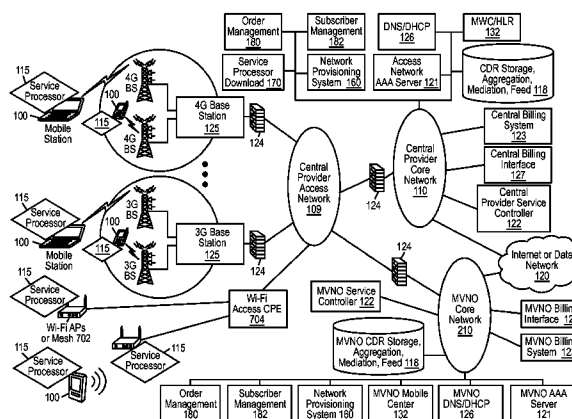 Order
Management
180
Subscriber
Management
182
DNS/DHCP
126
MWC/HLR
132
Service
Processor
Download 170
Network
Provisioning
System 160
Access Network
AAA Server 121
CDR Storage,
Aggregation,
Mediation, Feed 118
115
Service
Processor
100
Mobile
Station
4G
BS
100
115
4G
BS
4G Base
Station
125
124
Central
Provider
Access
Network
109
124
Central
Provider
Core
Network
110
Central Billing
System
123
Central Billing
Interface
127
Central
Provider Service
Controller
122
Internet or Data
Network
120
115
Service
Processor
100
Mobile
Station
3G
BS
100
115
3G
BS
3G Base
Station
125
124
124
115
Service
Processor
Wi-Fi APs
or Mesh 702
Wi-Fi
Access CPE
704
115
Service
Processor
115
Service
Processor
100
MVNO Service
Controller 122
MVNO
Core
Network
210
MVNO Billing
Interface
MVNO Billing
System
MVNO CDR Storage,
Aggregation,
Mediation, Feed 118
Order
Management
180
Subscriber
Management
182
Network
Provisioning
System 160
MVNO Mobile
Center
132
MVNO
DNS/DHCP
126
MVNO AAA
Server
121